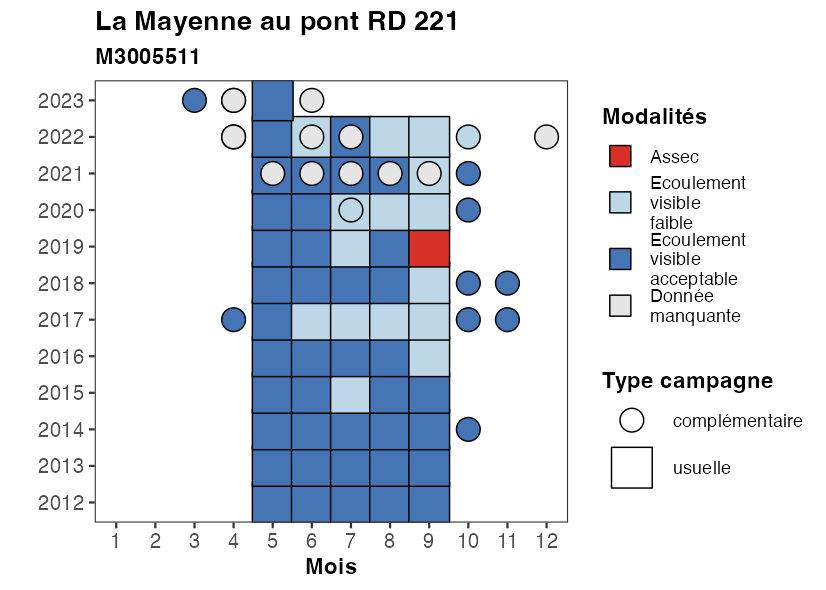 La Mayenne au pont RD 221
M3005511
2023
2022
2021
2020
2019
2018
2017
2016
2015
2014
2013
2012
1 2 3 4 5 6 7 8 9 10 11 12
Mois
Modalités
Assec
Ecoulement
visible
faible
Ecoulement
visible
acceptable
Donnée
manquante
Type campagne
complémentaire
usuelle